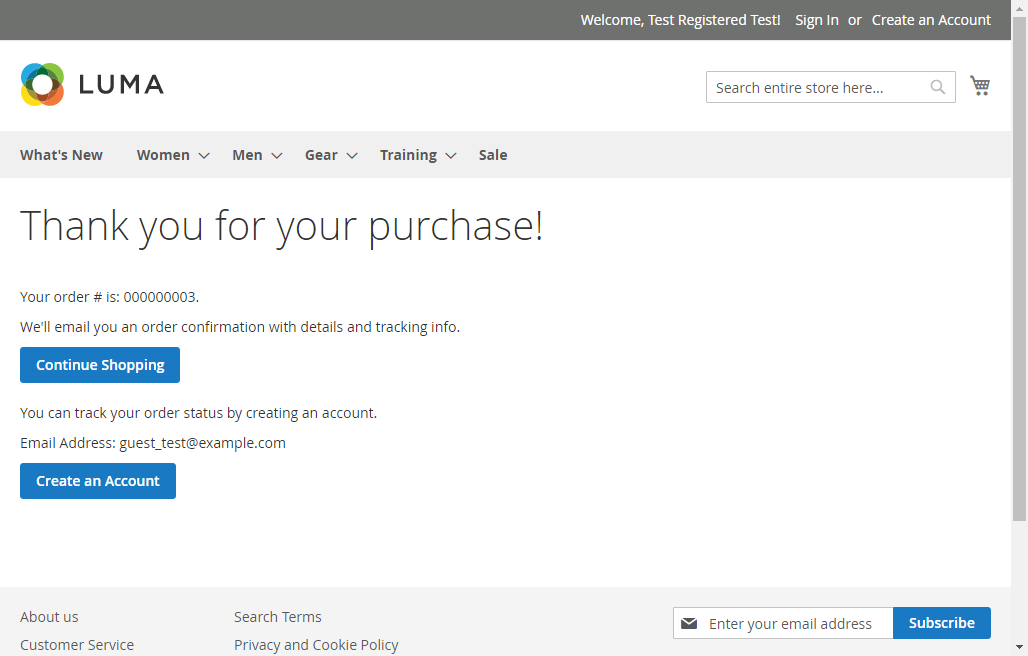 Welcome, Test Registered Test! Sign In or Create an Account
LUMA
Search entire store here...
What's New Women Men Gear Training Sale
Thank you for your purchase!
Your order # is: 000000003.
We'll email you an order confirmation with details and tracking info.
Continue Shopping
You can track your order status by creating an account.
Email Address: guest_test@example.com
Create an Account
About us Search Terms Enter your email address Subscribe
Customer Service Privacy and Cookie Policy